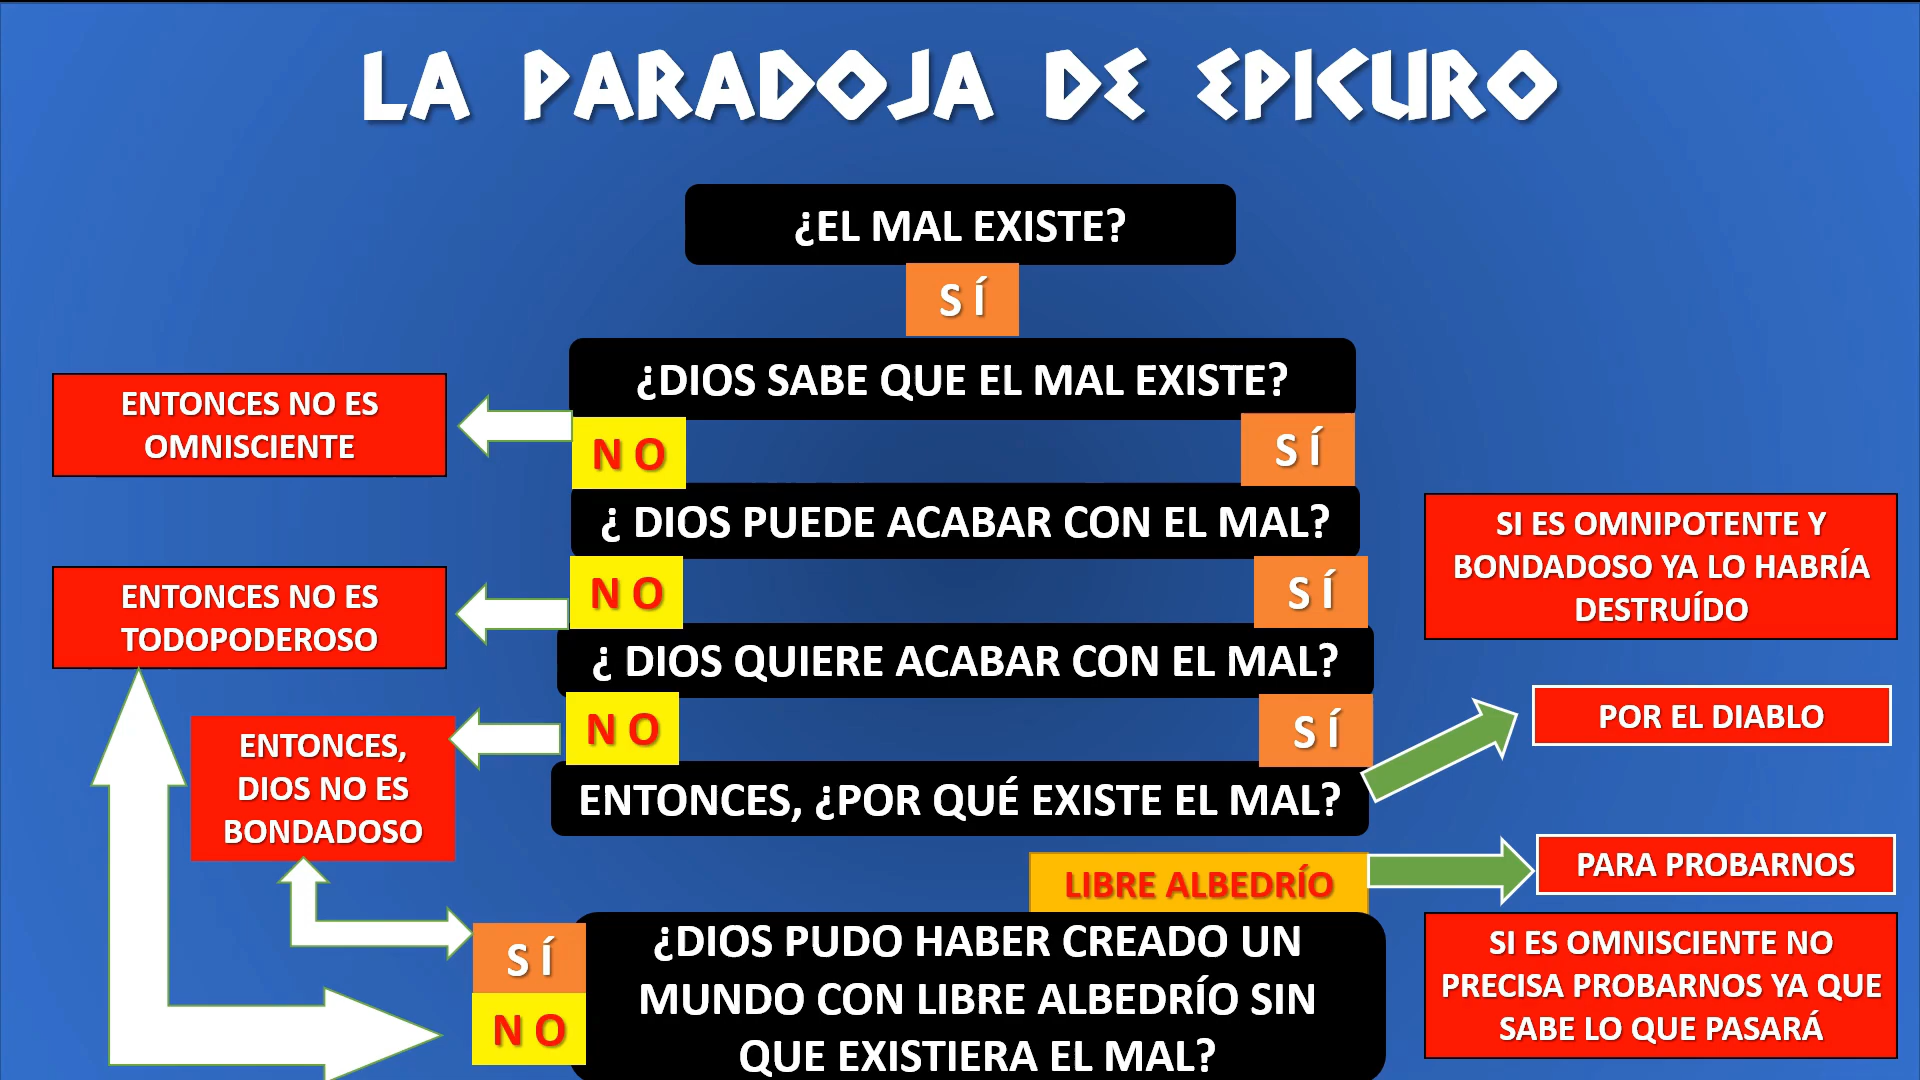 LA PARADOJA DE EPICURO
¿EL MAL EXISTE?
SÍ
¿DIOS SABE QUE EL MAL EXISTE?
ENTONCES NO ES
OMNISCIENTE
NO
SÍ
¿ DIOS PUEDE ACABAR CON EL MAL?
SI ES OMNIPOTENTE Y
BONDADOSO YA LO HABRÍA
DESTRUÍDO
ENTONCES NO ES
TODOPODEROSO
NO
SÍ
¿ DIOS QUIERE ACABAR CON EL MAL?
NO
SÍ
POR EL DIABLO
ENTONCES,
DIOS NO ES
BONDADOSO
ENTONCES, ¿POR QUÉ EXISTE EL MAL?
LIBRE ALBEDRÍO
PARA PROBARNOS
SÍ
NO
¿DIOS PUDO HABER CREADO UN
MUNDO CON LIBRE ALBEDRÍO SIN
QUE EXISTIERA EL MAL?
SI ES OMNISCIENTE NO
PRECISA PROBARNOS YA QUE
SABE LO QUE PASARÁ